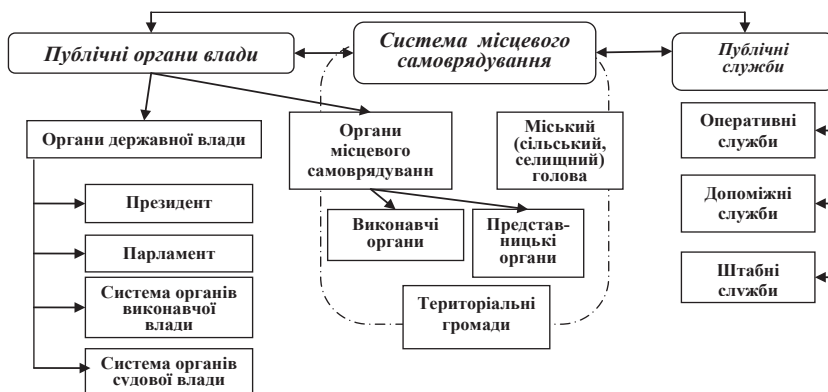 Публічні органи влади
Система місцевого
самоврядування
Публічні
служби
Органи державної влади
Президент
Парламент
Система органів
виконавчої
влади
Система органів
судової влади
Органи
місцевого
самоврядуванн
Виконавчі
органи
Представ-
ницькі
органи
Міський
(сільський,
селищний)
голова
Територіальні
громади
Оперативні
служби
Допоміжні
служби
Штабні
служби